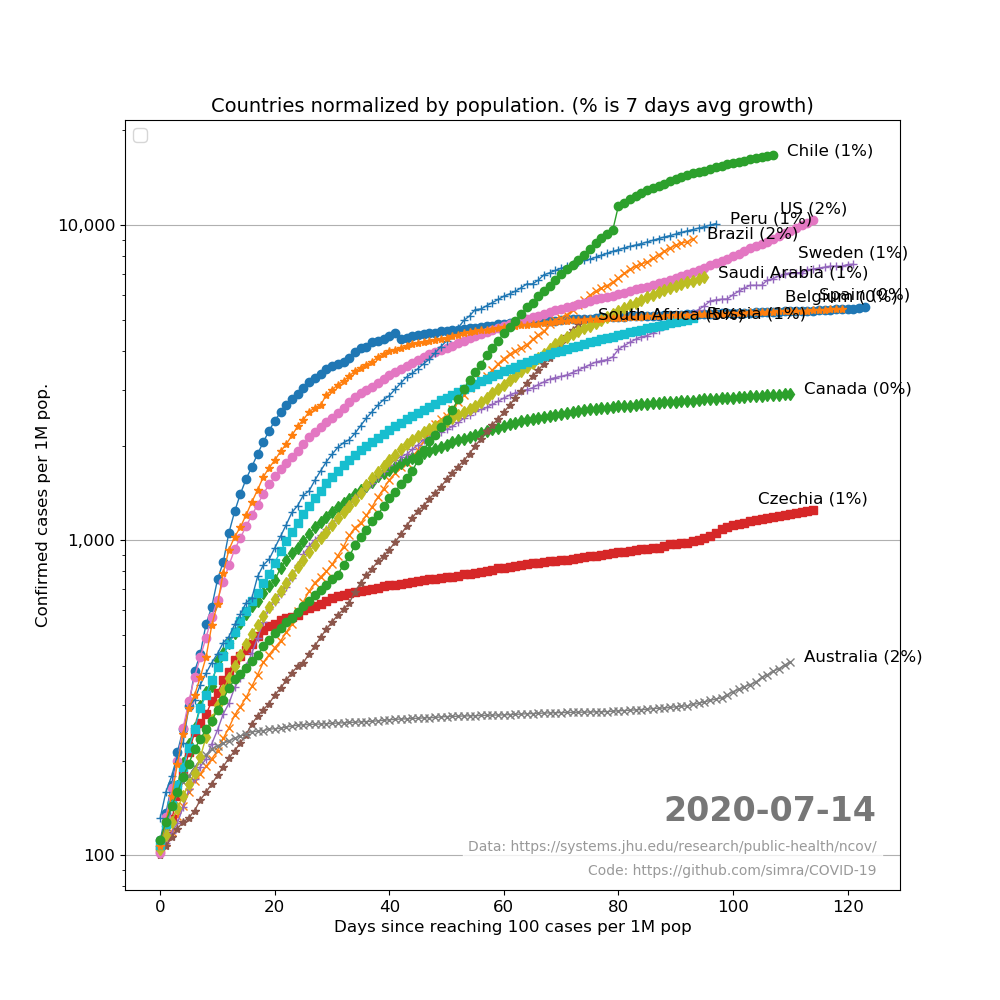 Countries normalized by population. (% is 7 days avg growth)
Chile (1%)
US (2%)
Peru (1%)
Brazil (2%)
Sweden (1%)
Saudi Arabia (1%)
Spain (0%)
Belgium (0%)
South Africa (5%)
Russia (1%)
Canada (0%)
Czechia (1%)
Australia (2%)
10,000
1,000
100
Confirmed cases per 1M pop.
2020-07-14
Data: https://systems.jhu.edu/research/public-health/ncov/
Code: https://github.com/simra/COVID-19
0 20 40 60 80 100 120
Days since reaching 100 cases per 1M pop